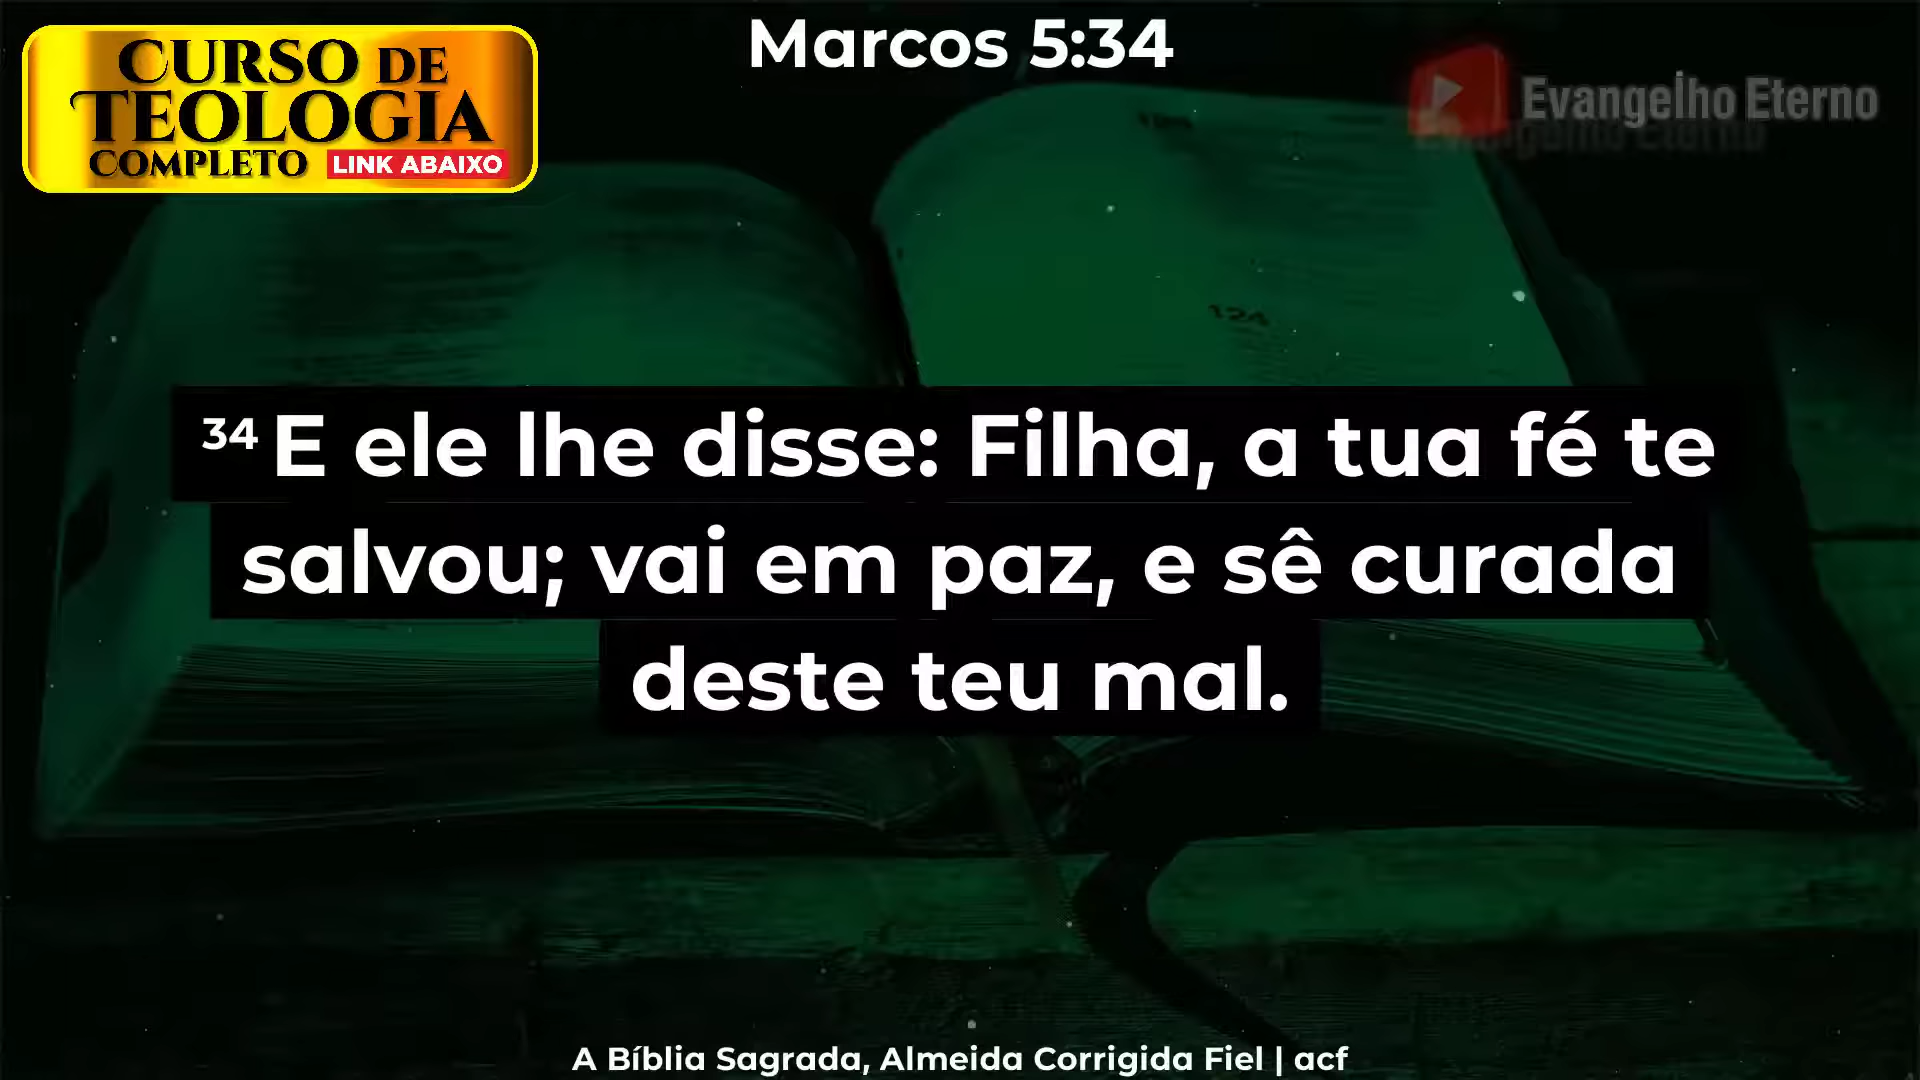 Marcos 5:34
CURSO DE
TEOLOGIA
COMPLETO LINK ABAIXO
Evangelho Eterno
124
34 E ele lhe disse: Filha, a tua fé te
salvou; vai em paz, e sê curada
deste teu mal.
A Bíblia Sagrada, Almeida Corrigida Fiel | acf